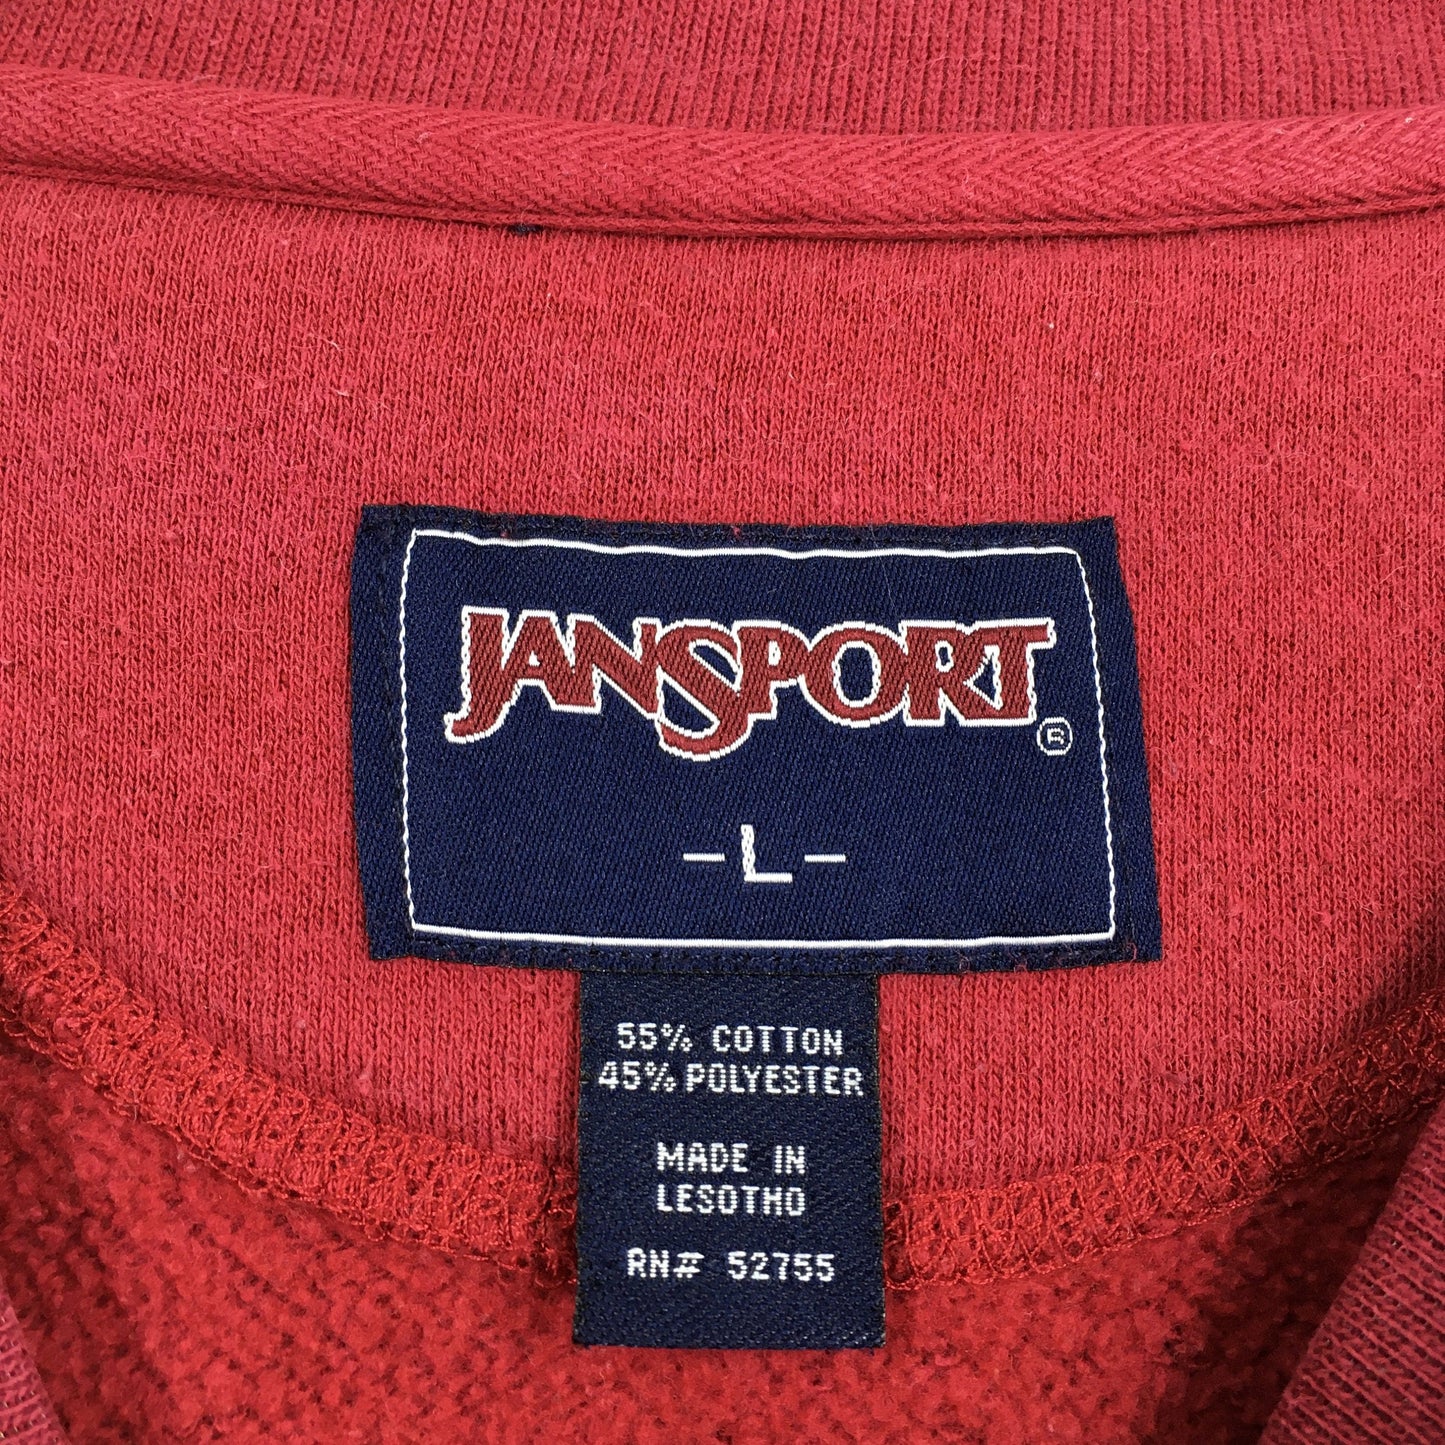 JANSPORT®
-L-
55% COTTON
45% POLYESTER
MADE IN
LESOTHO
RN# 52755